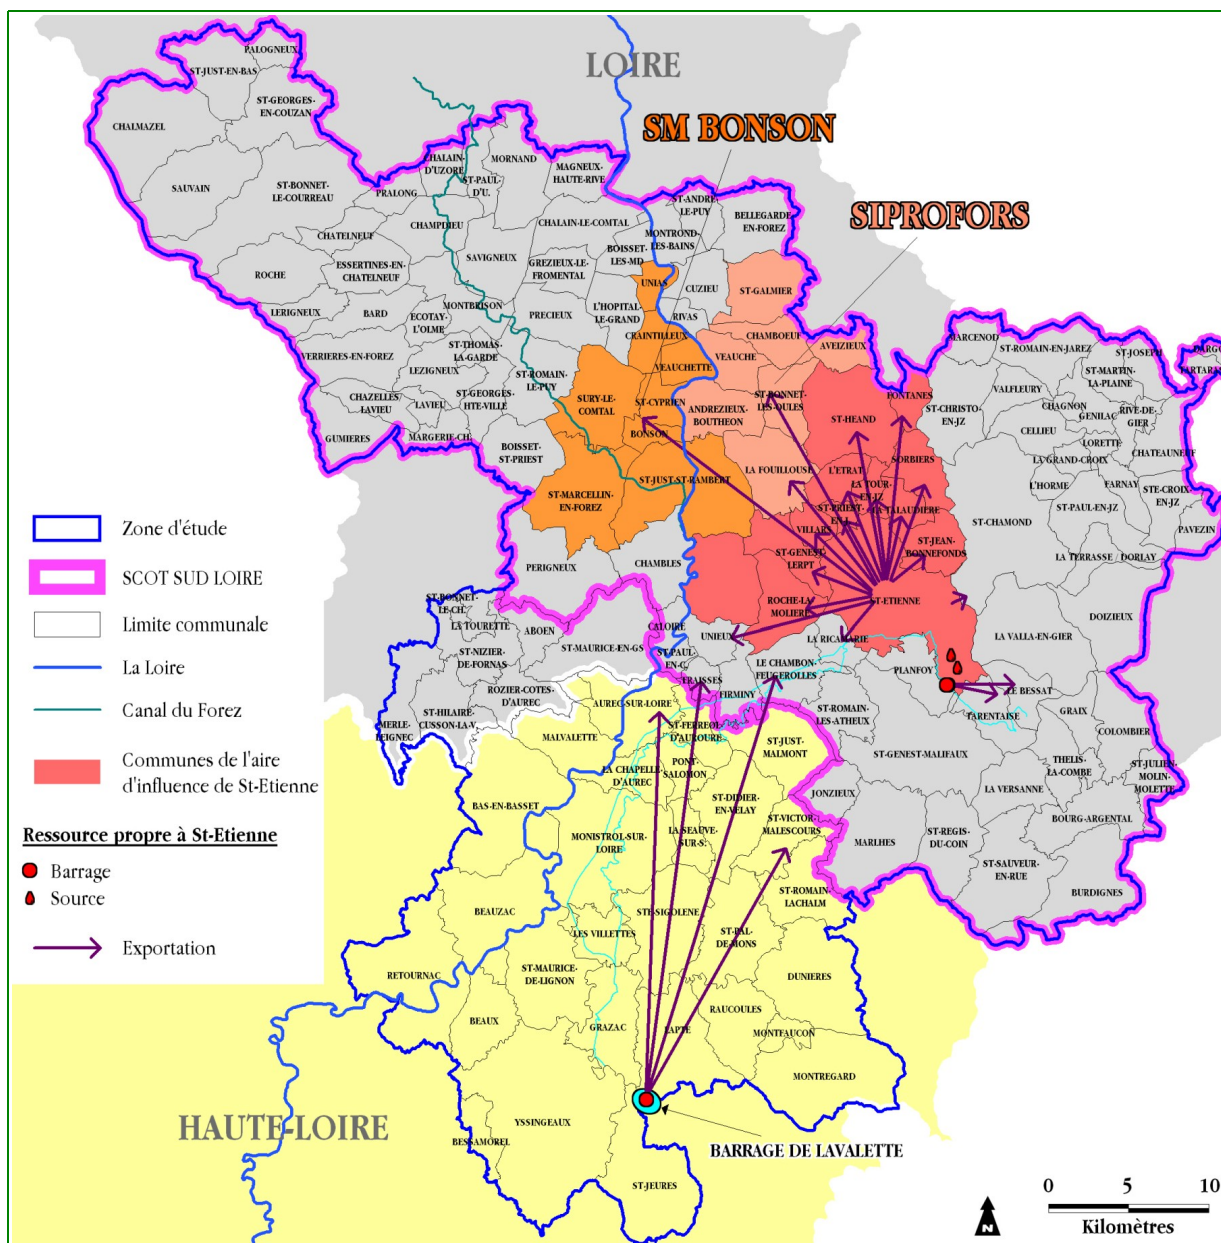 LOIRE
PALOGNEUX
ST-JUST-EN-BAS
ST-GEORGES-
EN-COUZAN
CHALMAZEL
SM BONSON
SAUVAIN
ST-BONNET-
LE-COURREAU
PRALONG
CHALAIN-
D'UZORE
MORNAND
ST-PAUL-
D'U.
MAGNEUX-
HAUTE-RIVE
ST-ANDRE-
LE-PUY
BELLEGARDE-
EN-FOREZ
SIPROFORS
CHAMPDIEU
CHALAIN-LE-COMTAL
MONTROND-
LES-BAINS
BOISSET-
LES-MD
CHATELNEUF
SAVIGNEUX
ESSERTINES-EN-
CHATELNEUF
ROCHE
GREZIEUX-LE-
FROMENTAL
UNIAS
CUZIEU
ST-GALMIER
LERIGNEUX
BARD
ECOTAY-
L'OLME
MONTBRISON
PRECIEUX
L'HOPITAL-
LE-GRAND
RIVAS
CRAINTILLEUX
CHAMBOEUF
AVEIZIEUX
VERRIERES-EN-FOREZ
ST-THOMAS-
LA-GARDE
LEZIGNEUX
ST-ROMAIN-
LE-PUY
VEAUCHETTE
VEAUCHE
MARCENOD
ST-ROMAIN-EN-JAREZ
ST-JOSEPH
DARGO
TARTARAS
CHAZELLES-
LAVIEU
LAVIEU
ST-GEORGES-
HTE-VILLE
SURY-LE-
COMTAL
ST-CYPRIEN
ANDREZIEUX-
BOUTHEON
ST-BONNET-
LES-OULES
FONTANES
ST-HEAND
VALFLEURY
ST-MARTIN-
LA-PLAINE
ST-CHRISTO-
EN-JZ
CHAGNON
GENILAC
RIVE-DE-
GIER
CELLIEU
GUMIERES
MARGERIE-CH.
BOISSET-
ST-PRIEST
BONSON
LORETTE
CHATEAUNEUF
SORBIERS
LA GRAND-CROIX
LA FOUILLOUSE
L'ETRAT
LA TOUR-
EN-JZ
ST-JUST-ST-RAMBERT
ST-MARCELLIN-
EN-FOREZ
L'HORME
FARNAY
STE-CROIX-
EN-JZ
PAVEZIN
ST-PRIEST-
EN-J.
LA TALAUDIERE
ST-PAUL-EN-JZ
ST-CHAMOND
VILLARS
ST-GENEST-
LERPT
ST-JEAN-
BONNEFONDS
LA TERRASSE / DORLAY
PERIGNEUX
CHAMBLES
ROCHE-LA-
MOLIERE
ST-ETIENNE
DOIZIEUX
ST-BONNET-
LE-CH.
LA TOURETTE
ABOEN
CALOIRE
UNIEUX
LA RICAMARIE
LA VALLA-EN-GIER
ST-NIZIER-
DE-FORNAS
ST-MAURICE-EN-GS
ST-PAUL-
EN-C.
LE CHAMBON-
FEUGEROLLES
PLANFOY
FRAISSES
FIRMINY
LE BESSAT
ROZIER-COTES-
D'AUREC
AUREC-SUR-LOIRE
ST-ROMAIN-
LES-ATHEUX
TARENTAISE
GRAIX
COLOMBIER
ST-HILAIRE-
CUSSON-LA-V.
MERLE-
LEIGNEC
MALVALETTE
ST-FERREOL-
D'AUROURE
ST-JUST-
MALMONT
ST-GENEST-MALIFAUX
THELIS-
LA-COMBE
ST-JULIEN-
MOLIN-
MOLETTE
PONT-
SALOMON
LA CHAPELLE-
D'AUREC
JONZIEUX
LA VERSANNE
BAS-EN-BASSET
ST-DIDIER-
EN-VELAY
ST-VICTOR-
MALESCOURS
BOURG-ARGENTAL
MONISTROL-SUR-
LOIRE
LA SEAUVE-
SUR-S.
MARLHES
ST-REGIS-
DU-COIN
ST-SAUVEUR-
EN-RUE
BURDIGNES
ST-ROMAIN-
LACHALM
BEAUZAC
STE-SIGOLENE
LES VILLETTES
ST-PAL-
DE-MONS
RETOURNAC
ST-MAURICE-
DE-LIGNON
DUNIERES
BEAUX
GRAZAC
LAPTE
RAUCOULES
MONTFAUCON
MONTREGARD
YSSINGEAUX
BESSAMOREL
HAUTE-LOIRE
BARRAGE DE LAVALETTE
ST-JEURES
Zone d'étude
SCOT SUD LOIRE
Limite communale
La Loire
Canal du Forez
Communes de l'aire
d'influence de St-Etienne
Ressource propre à St-Etienne
Barrage
Source
Exportation
N
0 5 10
Kilomètres